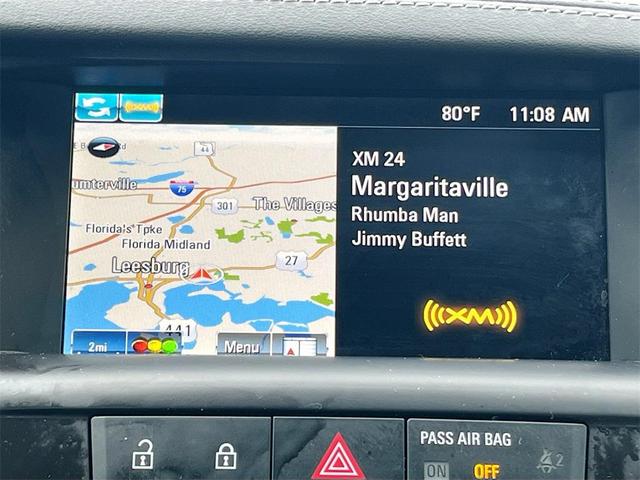 XM
80°F 11:08 AM
44
75
301
The Villages
Florida's Tpke
Florida Midland
27
Leesburg
441
2mi
Menu
XM 24
Margaritaville
Rhumba Man
Jimmy Buffett
XM
PASS AIR BAG
ON OFF 2